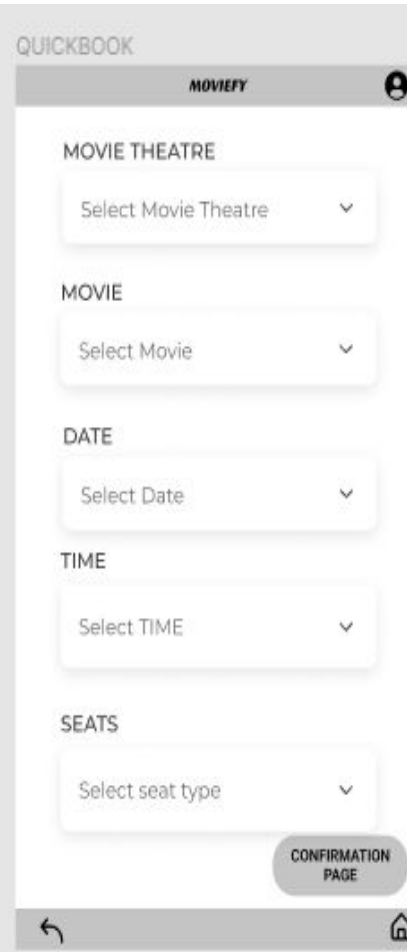 QUICKBOOK
MOVIEFY
MOVIE THEATRE
Select Movie Theatre
MOVIE
Select Movie
DATE
Select Date
TIME
Select TIME
SEATS
Select seat type
CONFIRMATION
PAGE